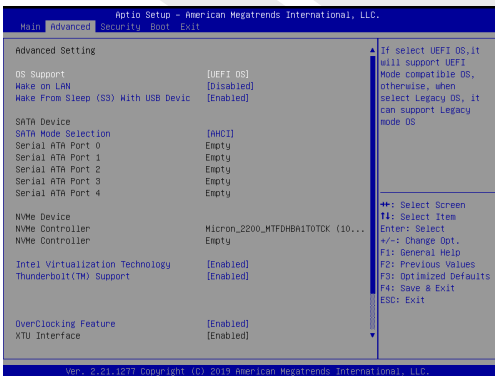 Aptio Setup – American Megatrends International, LLC.
Main Advanced Security Boot Exit
Advanced Setting
OS Support [UEFI OS]
Wake on LAN [Disabled]
Wake From Sleep (S3) With USB Devic [Enabled]
SATA Device
SATA Mode Selection [AHCI]
Serial ATA Port 0 Empty
Serial ATA Port 1 Empty
Serial ATA Port 2 Empty
Serial ATA Port 3 Empty
Serial ATA Port 4 Empty
NVMe Device
NVMe Controller Micron_2200_MTFDHBA1T0TCK (10...
NVMe Controller Empty
Intel Virtualization Technology [Enabled]
Thunderbolt(TM) Support [Enabled]
OverClocking Feature [Enabled]
XTU Interface [Enabled]
If select UEFI OS,it
will support UEFI
Mode compatible OS,
otherwise, when
select Legacy OS, it
can support Legacy
mode OS
→←: Select Screen
↑↓: Select Item
Enter: Select
+/-: Change Opt.
F1: General Help
F2: Previous Values
F3: Optimized Defaults
F4: Save & Exit
ESC: Exit
Ver. 2.21.1277 Copyright (C) 2019 American Megatrends International, LLC.